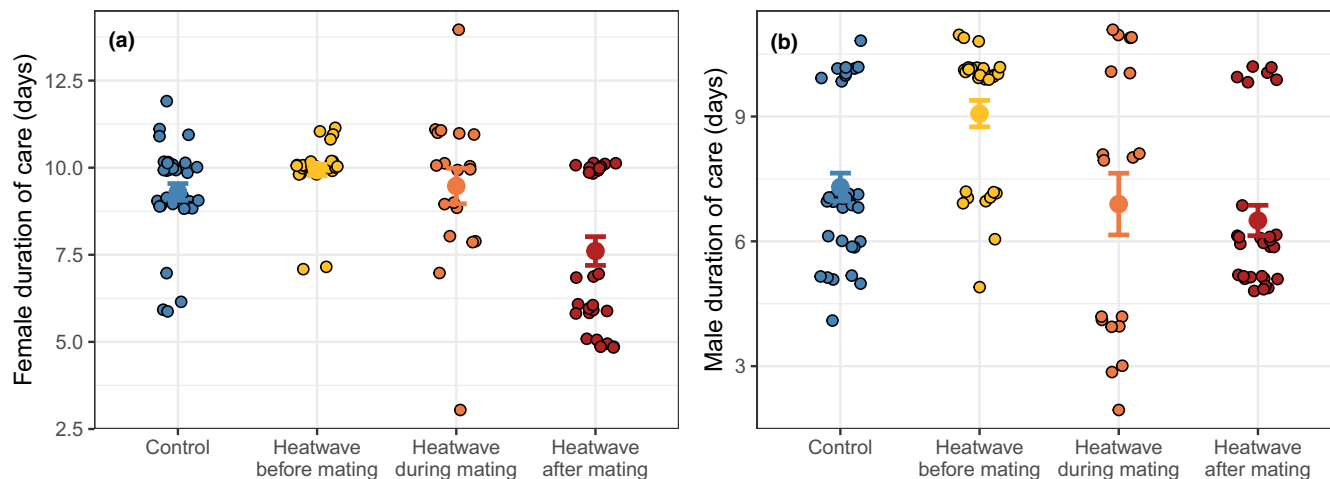 (a)
Female duration of care (days)
12.5
10.0
7.5
5.0
2.5
Control
Heatwave
before mating
Heatwave
during mating
Heatwave
after mating
(b)
Male duration of care (days)
9
6
3
Control
Heatwave
before mating
Heatwave
during mating
Heatwave
after mating